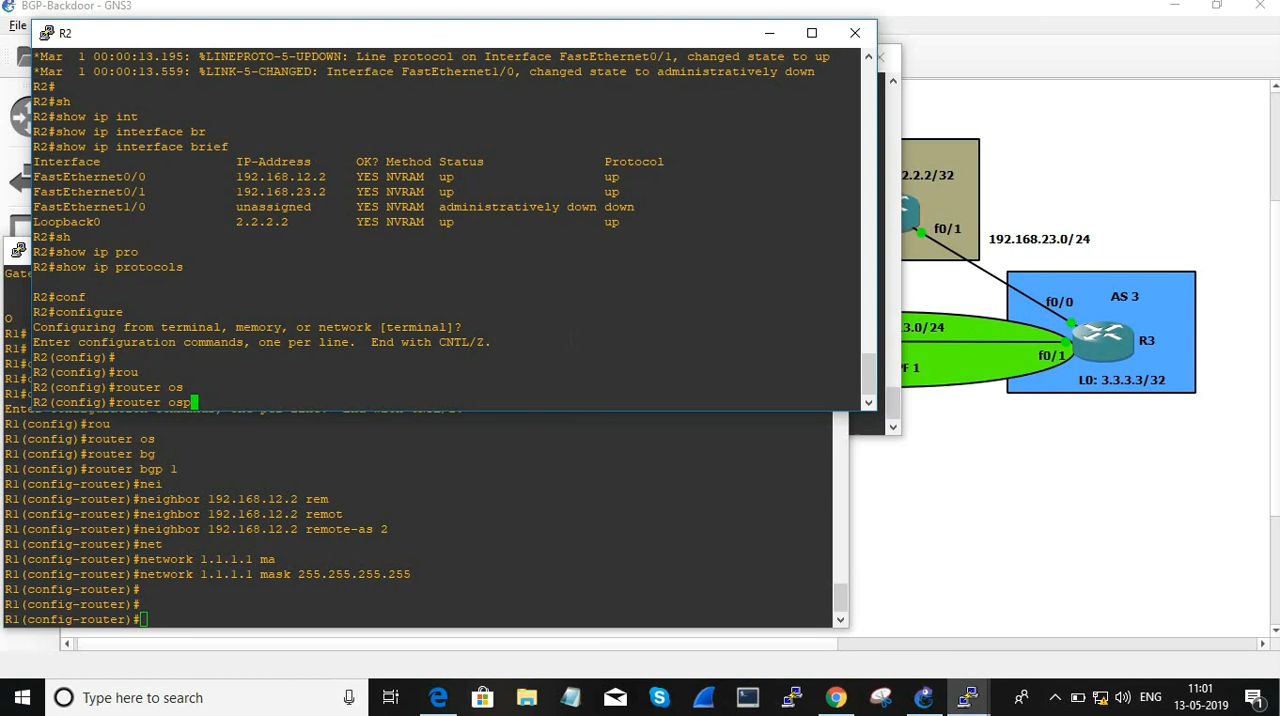 BGP-Backdoor - GNS3
File
R2
*Mar  1 00:00:13.195: %LINEPROTO-5-UPDOWN: Line protocol on Interface FastEthernet0/1, changed state to up
*Mar  1 00:00:13.559: %LINK-5-CHANGED: Interface FastEthernet1/0, changed state to administratively down
R2#
R2#sh
R2#show ip int
R2#show ip interface br
R2#show ip interface brief
Interface IP-Address OK? Method Status Protocol
FastEthernet0/0 192.168.12.2 YES NVRAM up up
FastEthernet0/1 192.168.23.2 YES NVRAM up up
FastEthernet1/0 unassigned YES NVRAM administratively down down
Loopback0 2.2.2.2 YES NVRAM up up
R2#sh
R2#show ip pro
R2#show ip protocols
R2#conf
R2#configure
Configuring from terminal, memory, or network [terminal]?
Enter configuration commands, one per line.  End with CNTL/Z.
R2(config)#
R2(config)#rou
R2(config)#router os
R2(config)#router osp
Gate
O
R1#
R1(config)#rou
R1(config)#router os
R1(config)#router bg
R1(config)#router bgp 1
R1(config-router)#nei
R1(config-router)#neighbor 192.168.12.2 rem
R1(config-router)#neighbor 192.168.12.2 remot
R1(config-router)#neighbor 192.168.12.2 remote-as 2
R1(config-router)#net
R1(config-router)#network 1.1.1.1 ma
R1(config-router)#network 1.1.1.1 mask 255.255.255.255
R1(config-router)#
R1(config-router)#
R1(config-router)#
2.2.2/32
f0/1
192.168.23.0/24
f0/0
AS 3
3.0/24
R3
f0/1
PF 1
L0: 3.3.3.3/32
Type here to search
ENG
11:01
13-05-2019
1